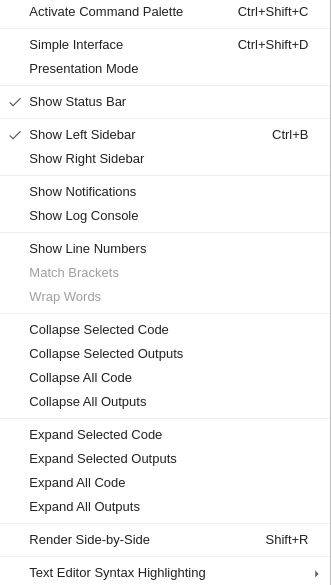 Activate Command Palette Ctrl+Shift+C
Simple Interface Ctrl+Shift+D
Presentation Mode
Show Status Bar
Show Left Sidebar Ctrl+B
Show Right Sidebar
Show Notifications
Show Log Console
Show Line Numbers
Match Brackets
Wrap Words
Collapse Selected Code
Collapse Selected Outputs
Collapse All Code
Collapse All Outputs
Expand Selected Code
Expand Selected Outputs
Expand All Code
Expand All Outputs
Render Side-by-Side Shift+R
Text Editor Syntax Highlighting